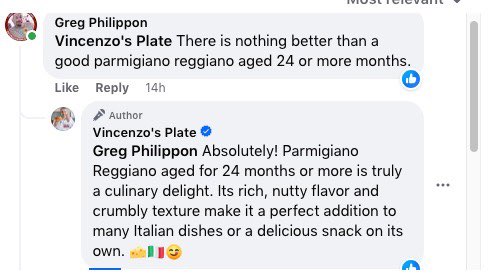 Most relevant
Greg Philippon
Vincenzo's Plate There is nothing better than a
good parmigiano reggiano aged 24 or more months.
Like Reply 14h
Author
Vincenzo's Plate
Greg Philippon Absolutely! Parmigiano
Reggiano aged for 24 months or more is truly
a culinary delight. Its rich, nutty flavor and
crumbly texture make it a perfect addition to
many Italian dishes or a delicious snack on its
own. 🧀🇮🇹😋